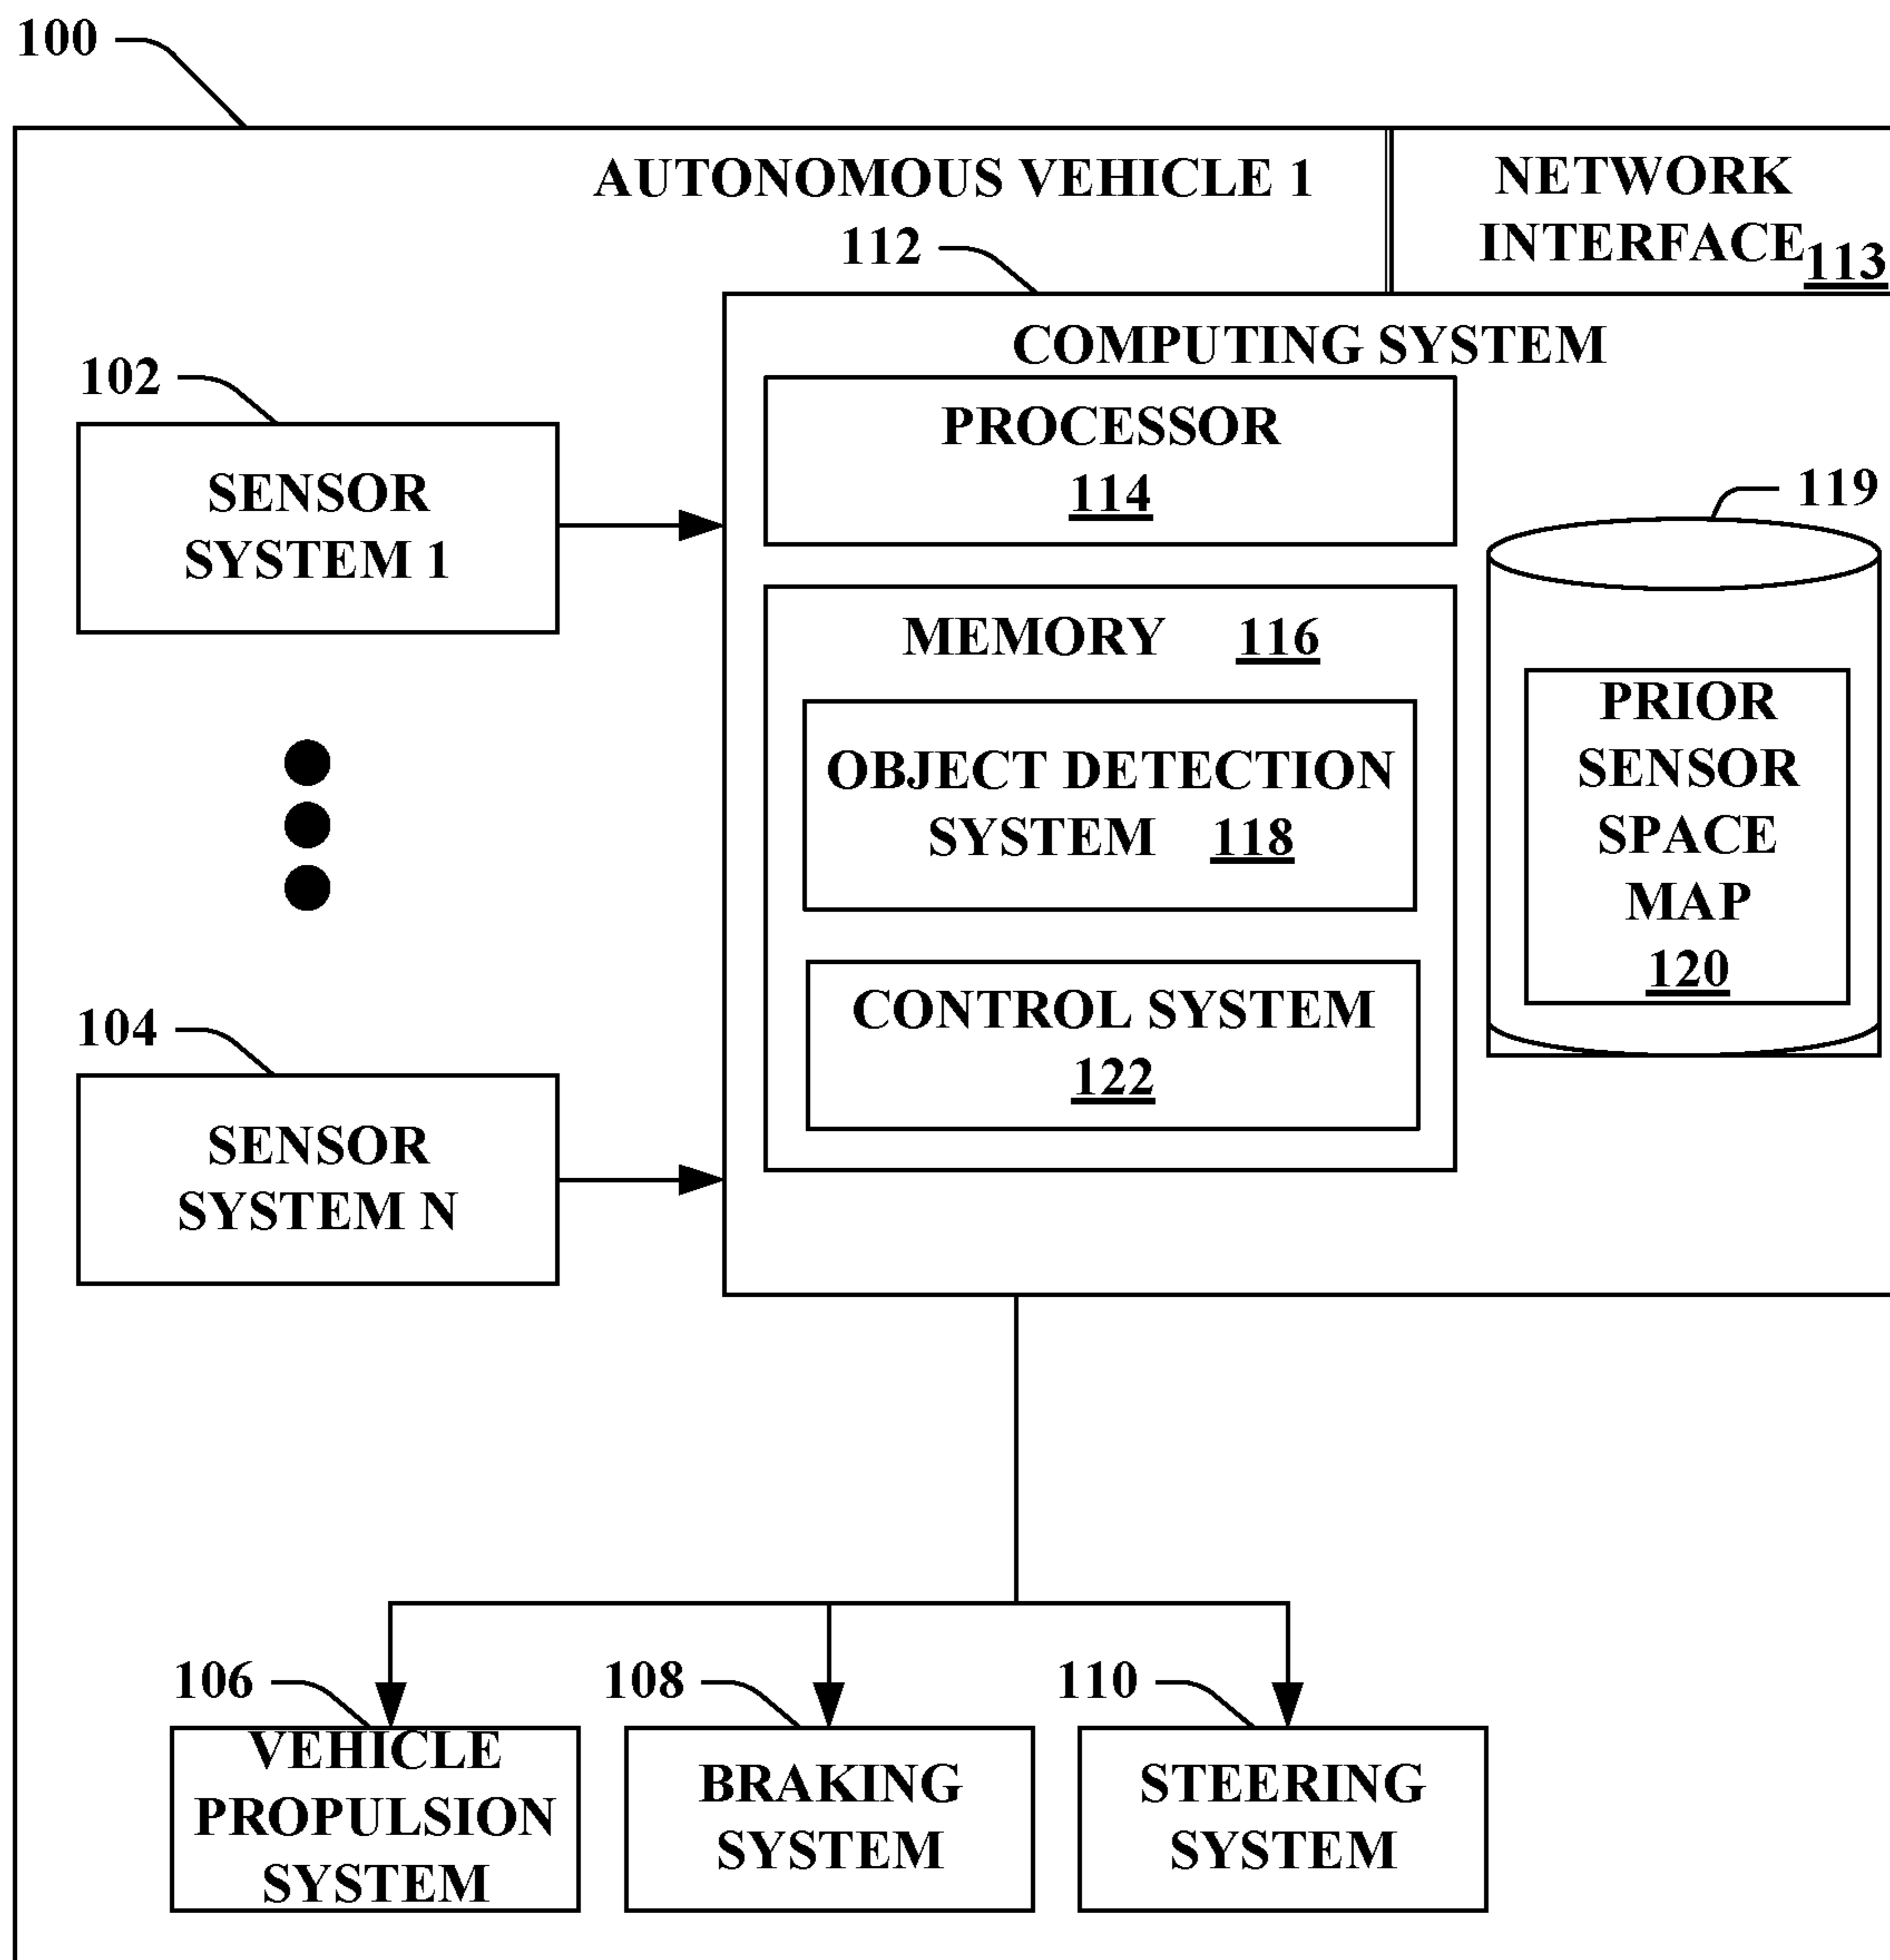 100
AUTONOMOUS VEHICLE 1
NETWORK
INTERFACE 113
112
COMPUTING SYSTEM
102
SENSOR
SYSTEM 1
PROCESSOR
114
119
MEMORY 116
OBJECT DETECTION
SYSTEM 118
PRIOR
SENSOR
SPACE
MAP
120
CONTROL SYSTEM
122
104
SENSOR
SYSTEM N
106
VEHICLE
PROPULSION
SYSTEM
108
BRAKING
SYSTEM
110
STEERING
SYSTEM